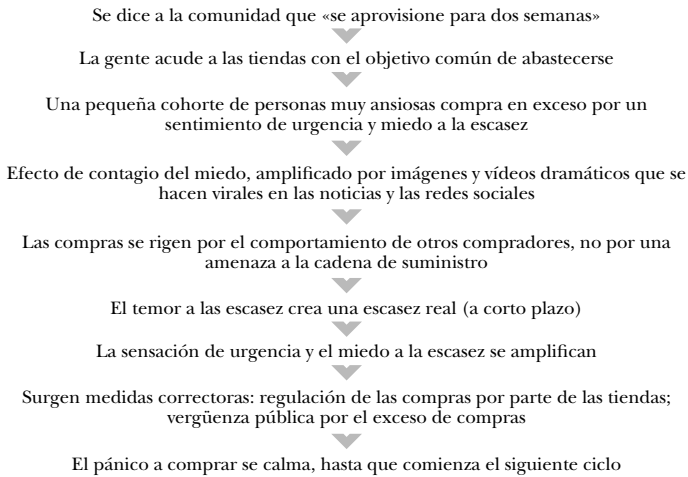 Se dice a la comunidad que «se aprovisione para dos semanas»
La gente acude a las tiendas con el objetivo común de abastecerse
Una pequeña cohorte de personas muy ansiosas compra en exceso por un
sentimiento de urgencia y miedo a la escasez
Efecto de contagio del miedo, amplificado por imágenes y vídeos dramáticos que se
hacen virales en las noticias y las redes sociales
Las compras se rigen por el comportamiento de otros compradores, no por una
amenaza a la cadena de suministro
El temor a las escasez crea una escasez real (a corto plazo)
La sensación de urgencia y el miedo a la escasez se amplifican
Surgen medidas correctoras: regulación de las compras por parte de las tiendas;
vergüenza pública por el exceso de compras
El pánico a comprar se calma, hasta que comienza el siguiente ciclo